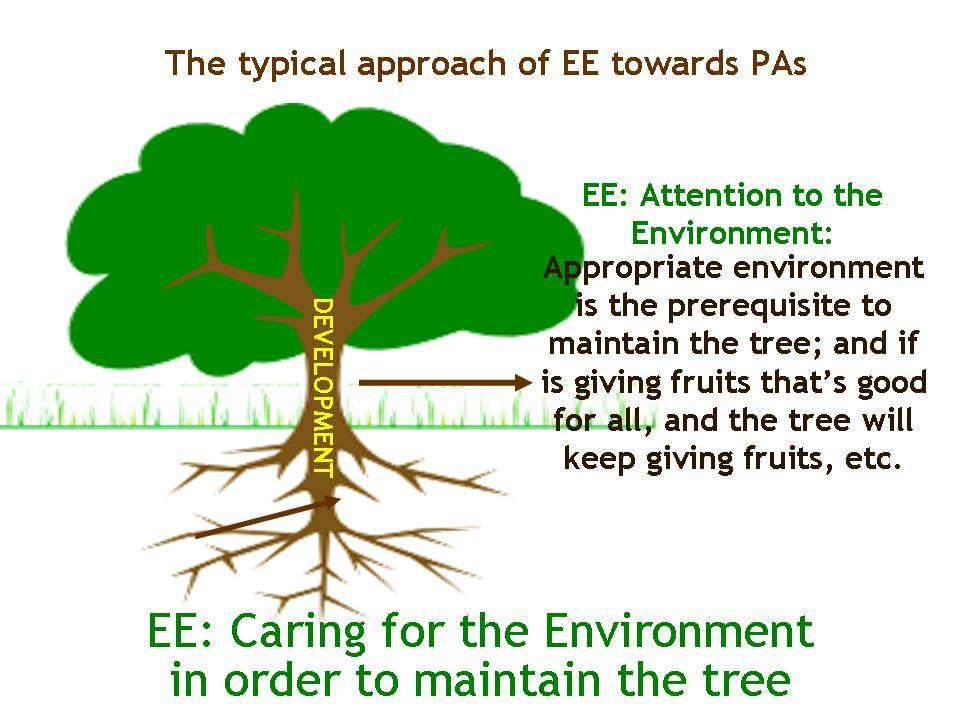 The typical approach of EE towards PAs
EE: Attention to the
Environment:
Appropriate environment
is the prerequisite to
maintain the tree; and if
is giving fruits that's good
for all, and the tree will
keep giving fruits, etc.
DEVELOPMENT
EE: Caring for the Environment
in order to maintain the tree